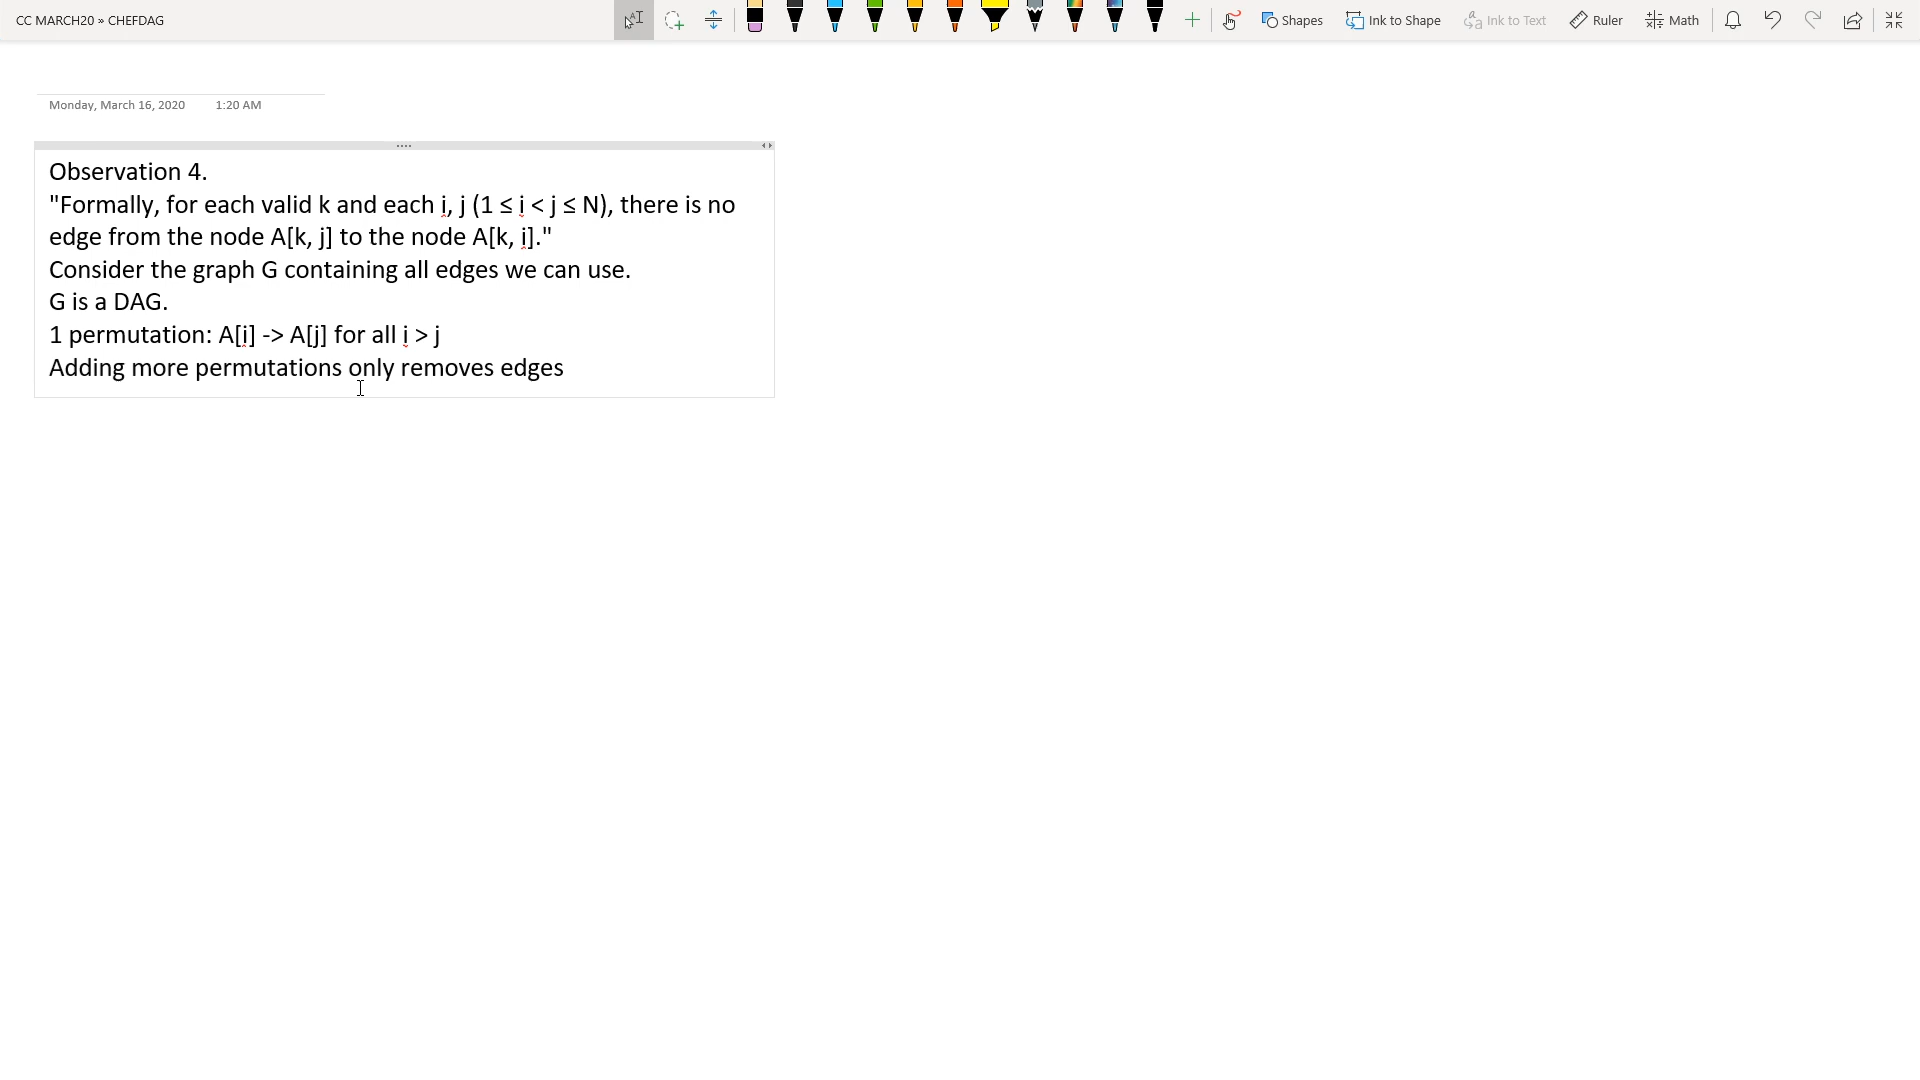 CC MARCH20 » CHEFDAG
Shapes
Ink to Shape
Ink to Text
Ruler
Math
Monday, March 16, 2020 1:20 AM
Observation 4.
"Formally, for each valid k and each i, j (1 ≤ i < j ≤ N), there is no
edge from the node A[k, j] to the node A[k, i]."
Consider the graph G containing all edges we can use.
G is a DAG.
1 permutation: A[i] -> A[j] for all i > j
Adding more permutations only removes edges